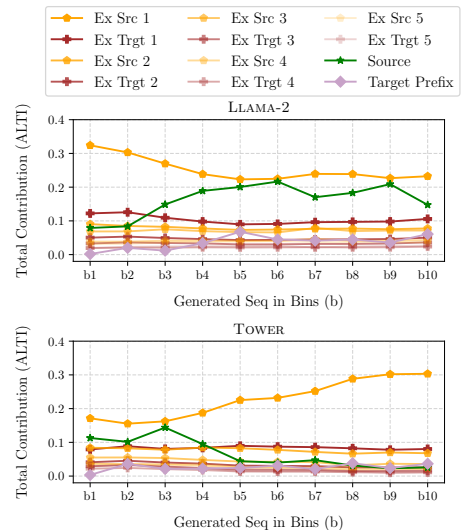 Ex Src 1
Ex Trgt 1
Ex Src 2
Ex Trgt 2
Ex Src 3
Ex Trgt 3
Ex Src 4
Ex Trgt 4
Ex Src 5
Ex Trgt 5
Source
Target Prefix
LLAMA-2
Total Contribution (ALTI)
0.4
0.3
0.2
0.1
0.0
b1 b2 b3 b4 b5 b6 b7 b8 b9 b10
Generated Seq in Bins (b)
TOWER
Total Contribution (ALTI)
0.4
0.3
0.2
0.1
0.0
b1 b2 b3 b4 b5 b6 b7 b8 b9 b10
Generated Seq in Bins (b)